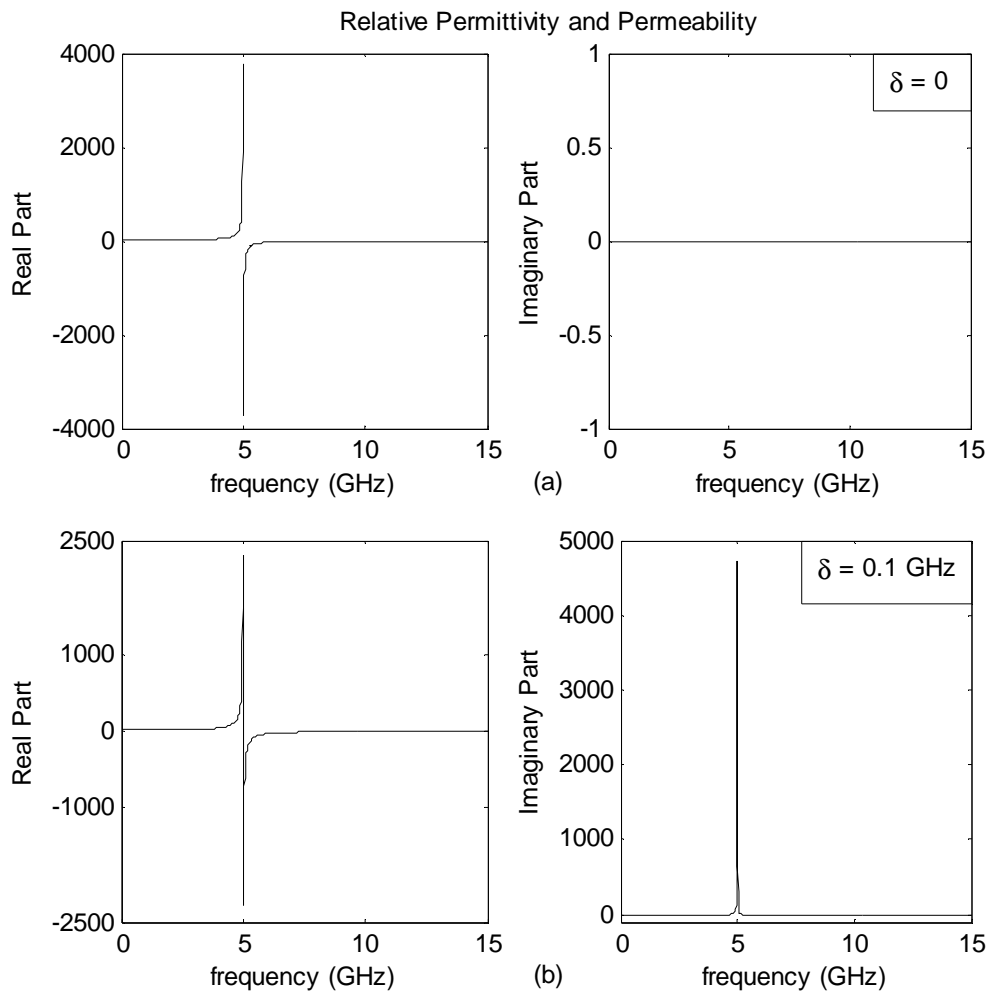 Relative Permittivity and Permeability
4000
2000
0
-2000
-4000
Real Part
0 5 10 15
frequency (GHz)
1
0.5
0
-0.5
-1
Imaginary Part
δ = 0
0 5 10 15
frequency (GHz)
(a)
2500
1000
0
-1000
-2500
Real Part
0 5 10 15
frequency (GHz)
5000
4000
3000
2000
1000
0
Imaginary Part
δ = 0.1 GHz
0 5 10 15
frequency (GHz)
(b)